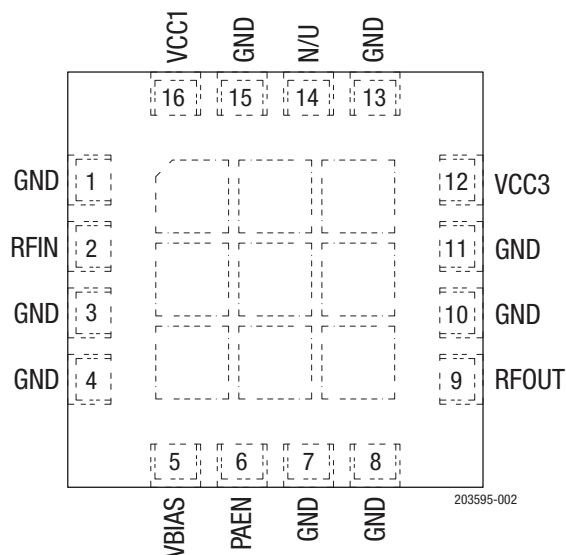 VCC1 GND N/U GND
16 15 14 13
GND 1 12 VCC3
RFIN 2 11 GND
GND 3 10 GND
GND 4 9 RFOUT
5 6 7 8
VBIAS PAEN GND GND
203595-002